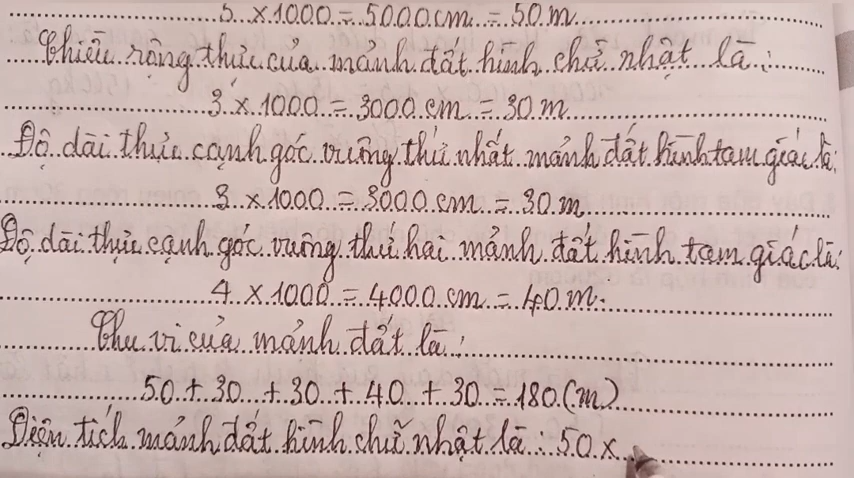 5 × 1000 = 5000 cm = 50 m
Chiều rộng thực của mảnh đất hình chữ nhật là:
3 × 1000 = 3000 cm = 30 m
Độ dài thực cạnh góc vuông thứ nhất mảnh đất hình tam giác là:
3 × 1000 = 3000 cm = 30 m
Độ dài thực cạnh góc vuông thứ hai mảnh đất hình tam giác là:
4 × 1000 = 4000 cm = 40 m.
Chu vi của mảnh đất là:
50 + 30 + 30 + 40 + 30 = 180 (m)
Diện tích mảnh đất hình chữ nhật là: 50 ×